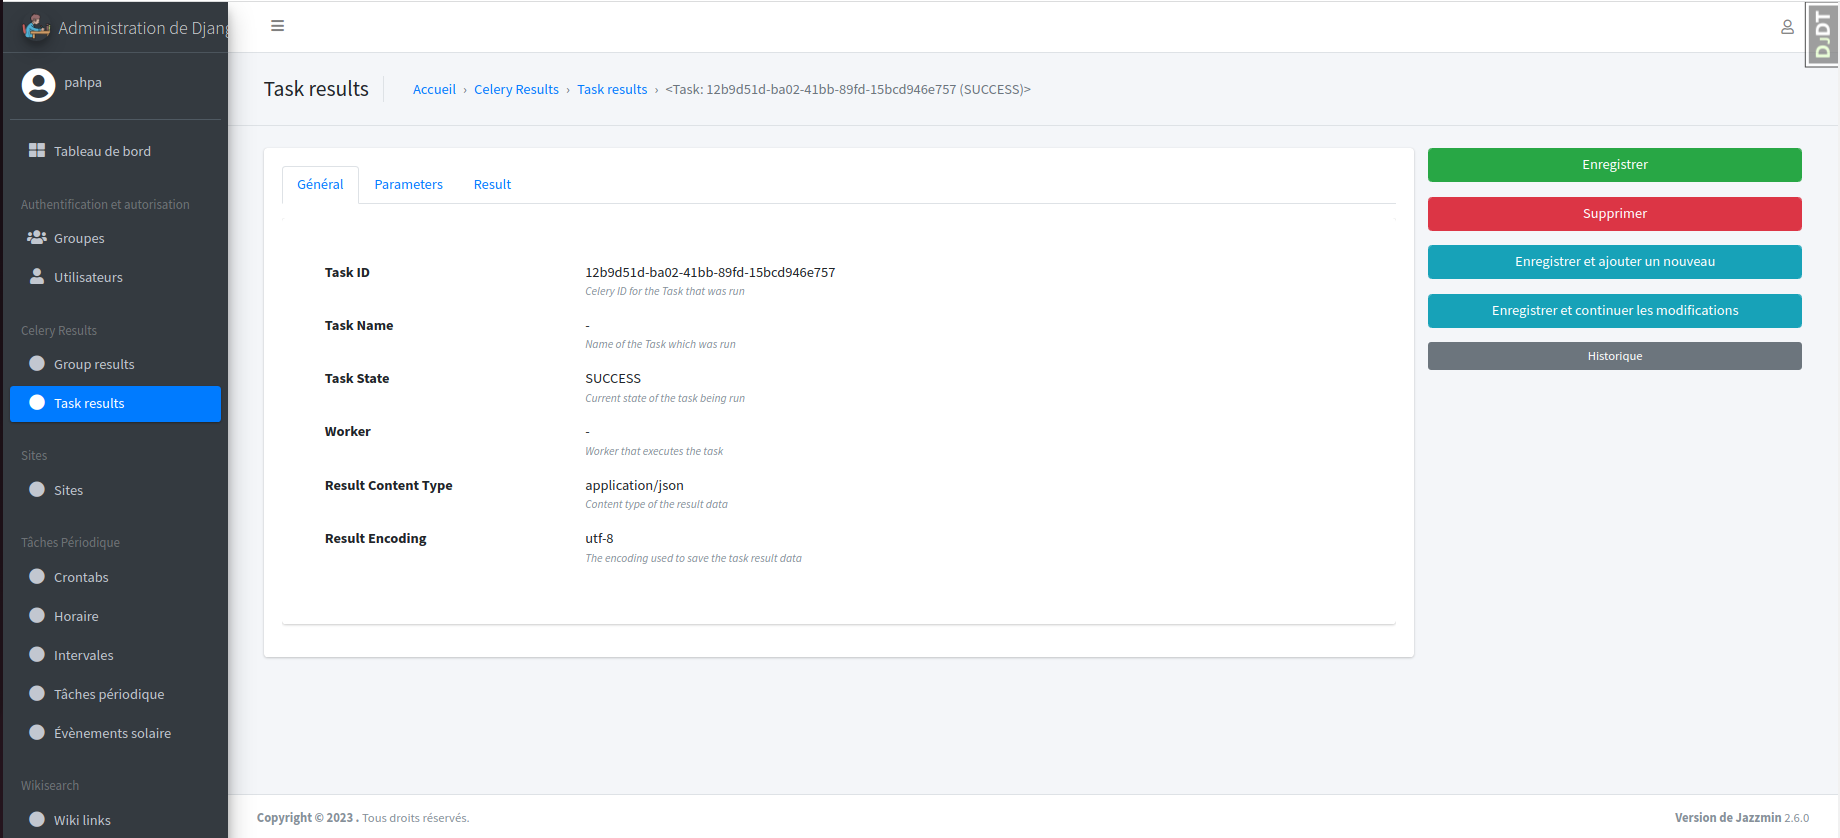 Administration de Djang
pahpa
Tableau de bord
Authentification et autorisation
Groupes
Utilisateurs
Celery Results
Group results
Task results
Sites
Sites
Tâches Périodique
Crontabs
Horaire
Intervales
Tâches périodique
Évènements solaire
Wikisearch
Wiki links
DJDT
Task results
Accueil › Celery Results › Task results › <Task: 12b9d51d-ba02-41bb-89fd-15bcd946e757 (SUCCESS)>
Général Parameters Result
Task ID 12b9d51d-ba02-41bb-89fd-15bcd946e757
Celery ID for the Task that was run
Task Name -
Name of the Task which was run
Task State SUCCESS
Current state of the task being run
Worker -
Worker that executes the task
Result Content Type application/json
Content type of the result data
Result Encoding utf-8
The encoding used to save the task result data
Enregistrer
Supprimer
Enregistrer et ajouter un nouveau
Enregistrer et continuer les modifications
Historique
Copyright © 2023 . Tous droits réservés.
Version de Jazzmin 2.6.0